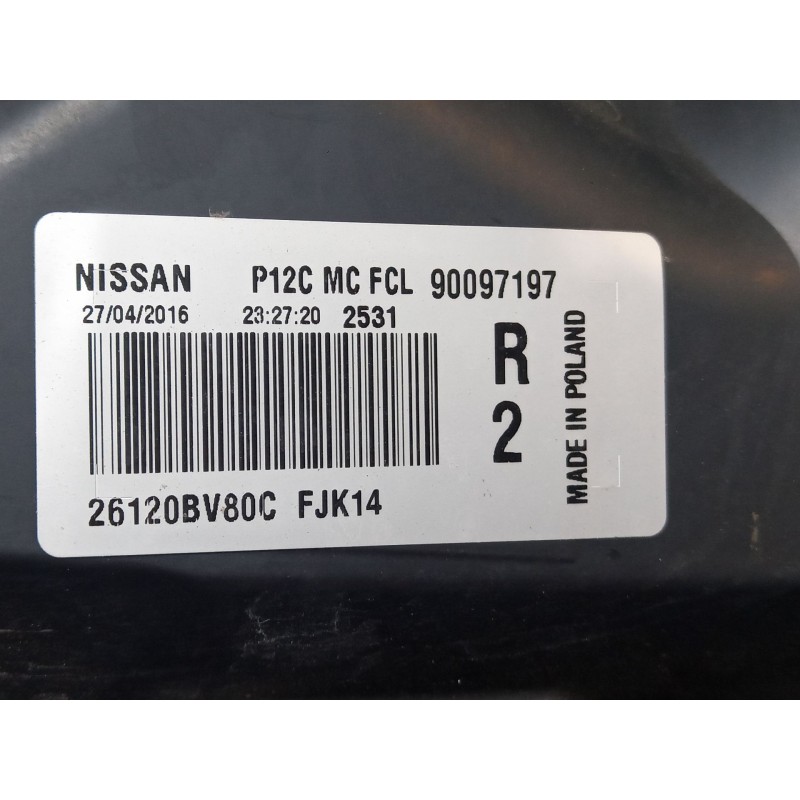 NiSSAN P12C MC FCL 90097197
27/04/2016 23:27:20 2531
R
2
26120BV80C FJK14
MADE IN POLAND